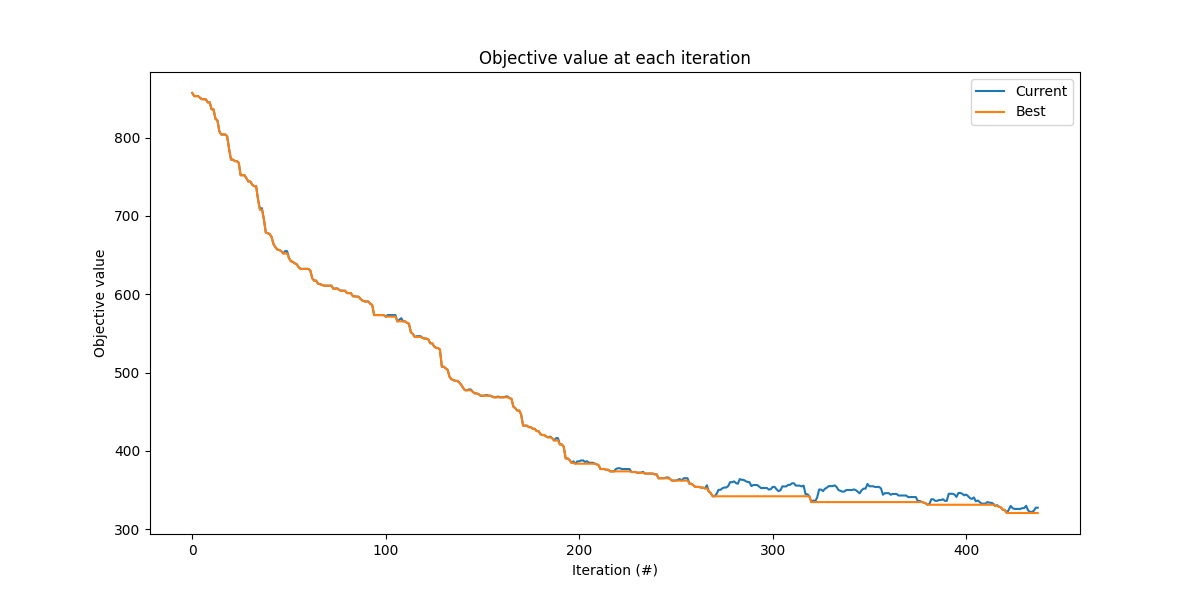 Objective value at each iteration
Current
Best
800
700
600
500
400
300
Objective value
0
100
200
300
400
Iteration (#)